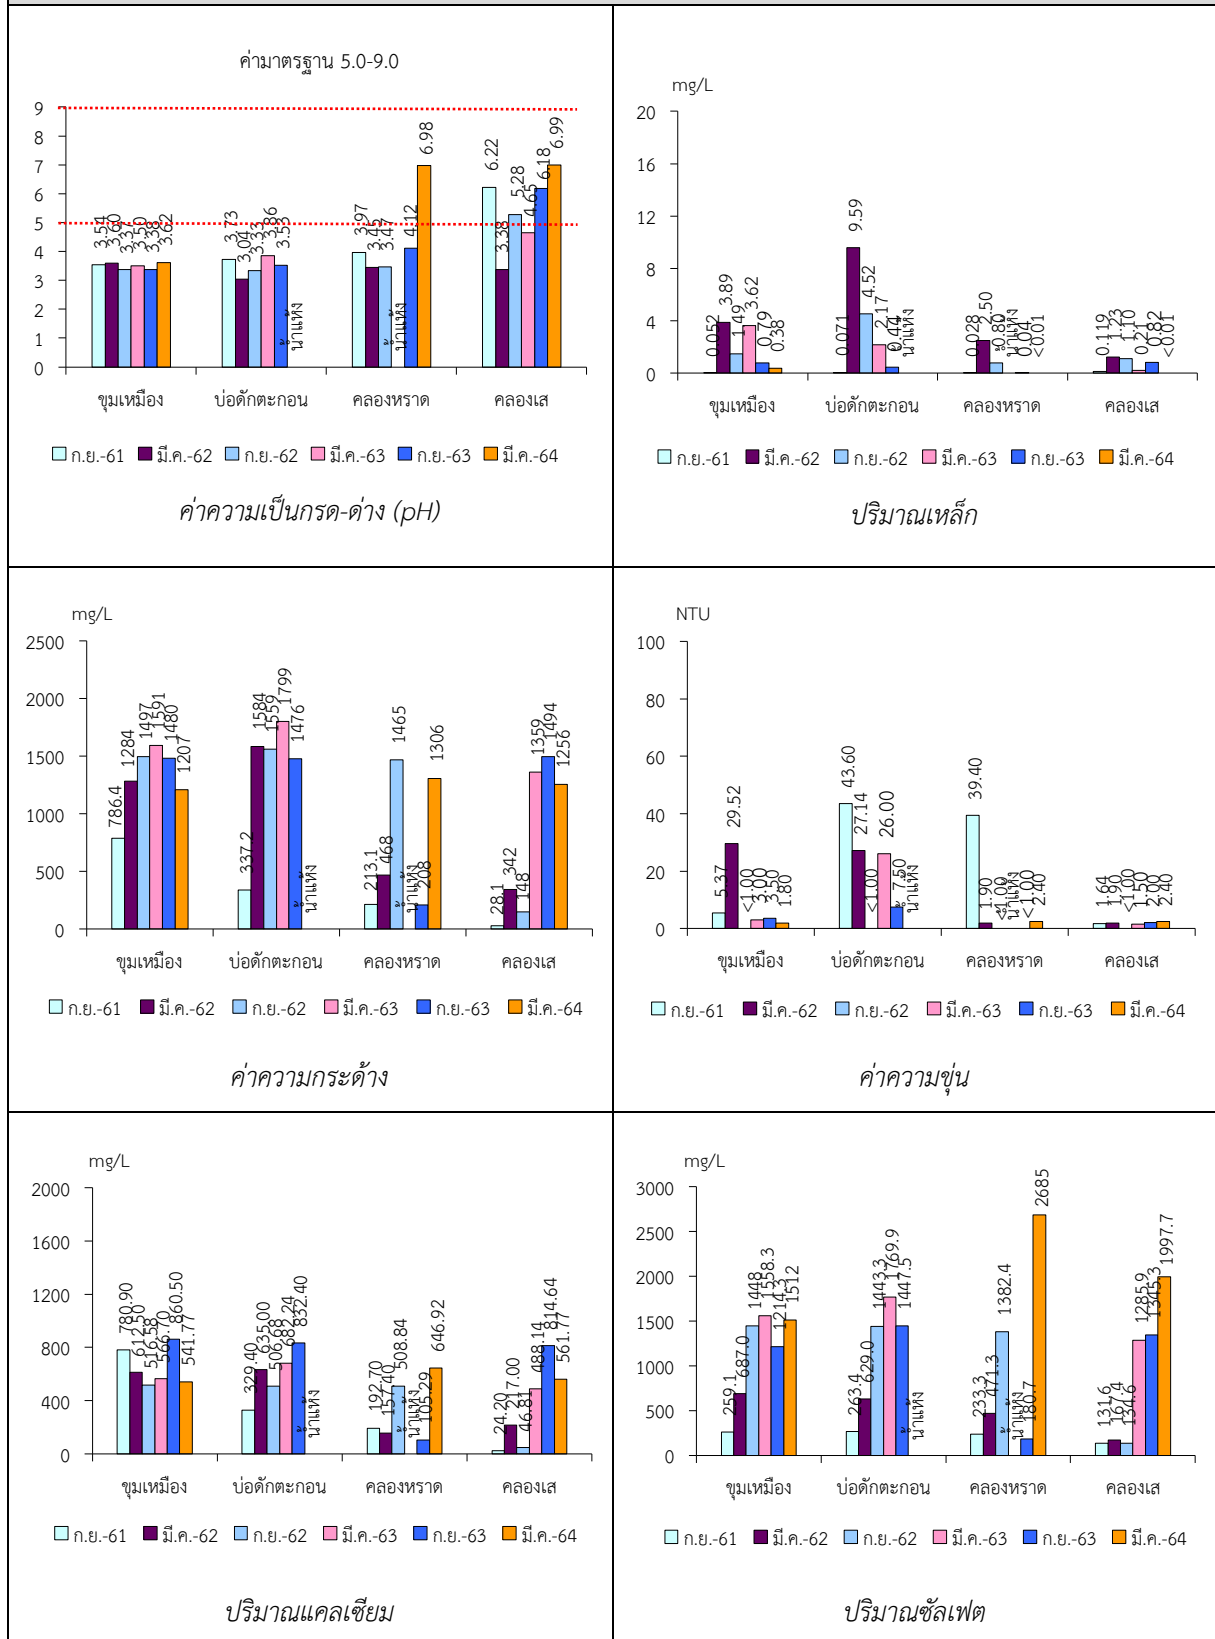 ค่ามาตรฐาน 5.0-9.0
9
8
7
6
5
4
3
2
1
0
3.54 3.60 3.37 3.50 3.38 3.62
3.73 3.04 3.33 3.86 3.53 น้ำแห้ง
3.97 3.45 3.47 น้ำแห้ง 4.12 6.98
6.22 3.38 5.28 4.65 6.18 6.99
ขุมเหมือง บ่อดักตะกอน คลองหราด คลองเส
ก.ย.-61 มี.ค.-62 ก.ย.-62 มี.ค.-63 ก.ย.-63 มี.ค.-64
ค่าความเป็นกรด-ด่าง (pH)
mg/L
20
16
12
8
4
0
0.052 3.89 1.49 3.62 0.79 0.38
0.071 9.59 4.52 2.17 0.44 น้ำแห้ง
0.028 2.50 0.80 น้ำแห้ง 0.04 <0.01
0.119 1.23 1.10 0.21 0.82 <0.01
ขุมเหมือง บ่อดักตะกอน คลองหราด คลองเส
ก.ย.-61 มี.ค.-62 ก.ย.-62 มี.ค.-63 ก.ย.-63 มี.ค.-64
ปริมาณเหล็ก
mg/L
2500
2000
1500
1000
500
0
786.4 1284 1497 1591 1480 1207
337.2 1584 1559 1799 1476 น้ำแห้ง
213.1 468 1465 น้ำแห้ง 208 1306
28.1 342 148 1359 1494 1256
ขุมเหมือง บ่อดักตะกอน คลองหราด คลองเส
ก.ย.-61 มี.ค.-62 ก.ย.-62 มี.ค.-63 ก.ย.-63 มี.ค.-64
ค่าความกระด้าง
NTU
100
80
60
40
20
0
5.37 29.52 <1.00 3.00 3.50 1.80
43.60 27.14 <1.00 26.00 7.50 น้ำแห้ง
39.40 1.90 <1.00 น้ำแห้ง <1.00 2.40
1.64 1.90 <1.00 1.50 2.00 2.40
ขุมเหมือง บ่อดักตะกอน คลองหราด คลองเส
ก.ย.-61 มี.ค.-62 ก.ย.-62 มี.ค.-63 ก.ย.-63 มี.ค.-64
ค่าความขุ่น
mg/L
2000
1600
1200
800
400
0
780.90 612.50 516.58 566.70 860.50 541.77
329.40 635.00 506.68 682.24 832.40 น้ำแห้ง
192.70 157.40 508.84 น้ำแห้ง 105.29 646.92
24.20 217.00 46.81 488.14 814.64 561.77
ขุมเหมือง บ่อดักตะกอน คลองหราด คลองเส
ก.ย.-61 มี.ค.-62 ก.ย.-62 มี.ค.-63 ก.ย.-63 มี.ค.-64
ปริมาณแคลเซียม
mg/L
3000
2500
2000
1500
1000
500
0
259.1 687.0 1448 1558.3 1214.3 1512
263.4 629.0 1443.3 1769.9 1447.5 น้ำแห้ง
233.3 471.3 1382.4 น้ำแห้ง 180.7 2685
131.6 167.4 134.6 1285.9 1345.3 1997.7
ขุมเหมือง บ่อดักตะกอน คลองหราด คลองเส
ก.ย.-61 มี.ค.-62 ก.ย.-62 มี.ค.-63 ก.ย.-63 มี.ค.-64
ปริมาณซัลเฟต